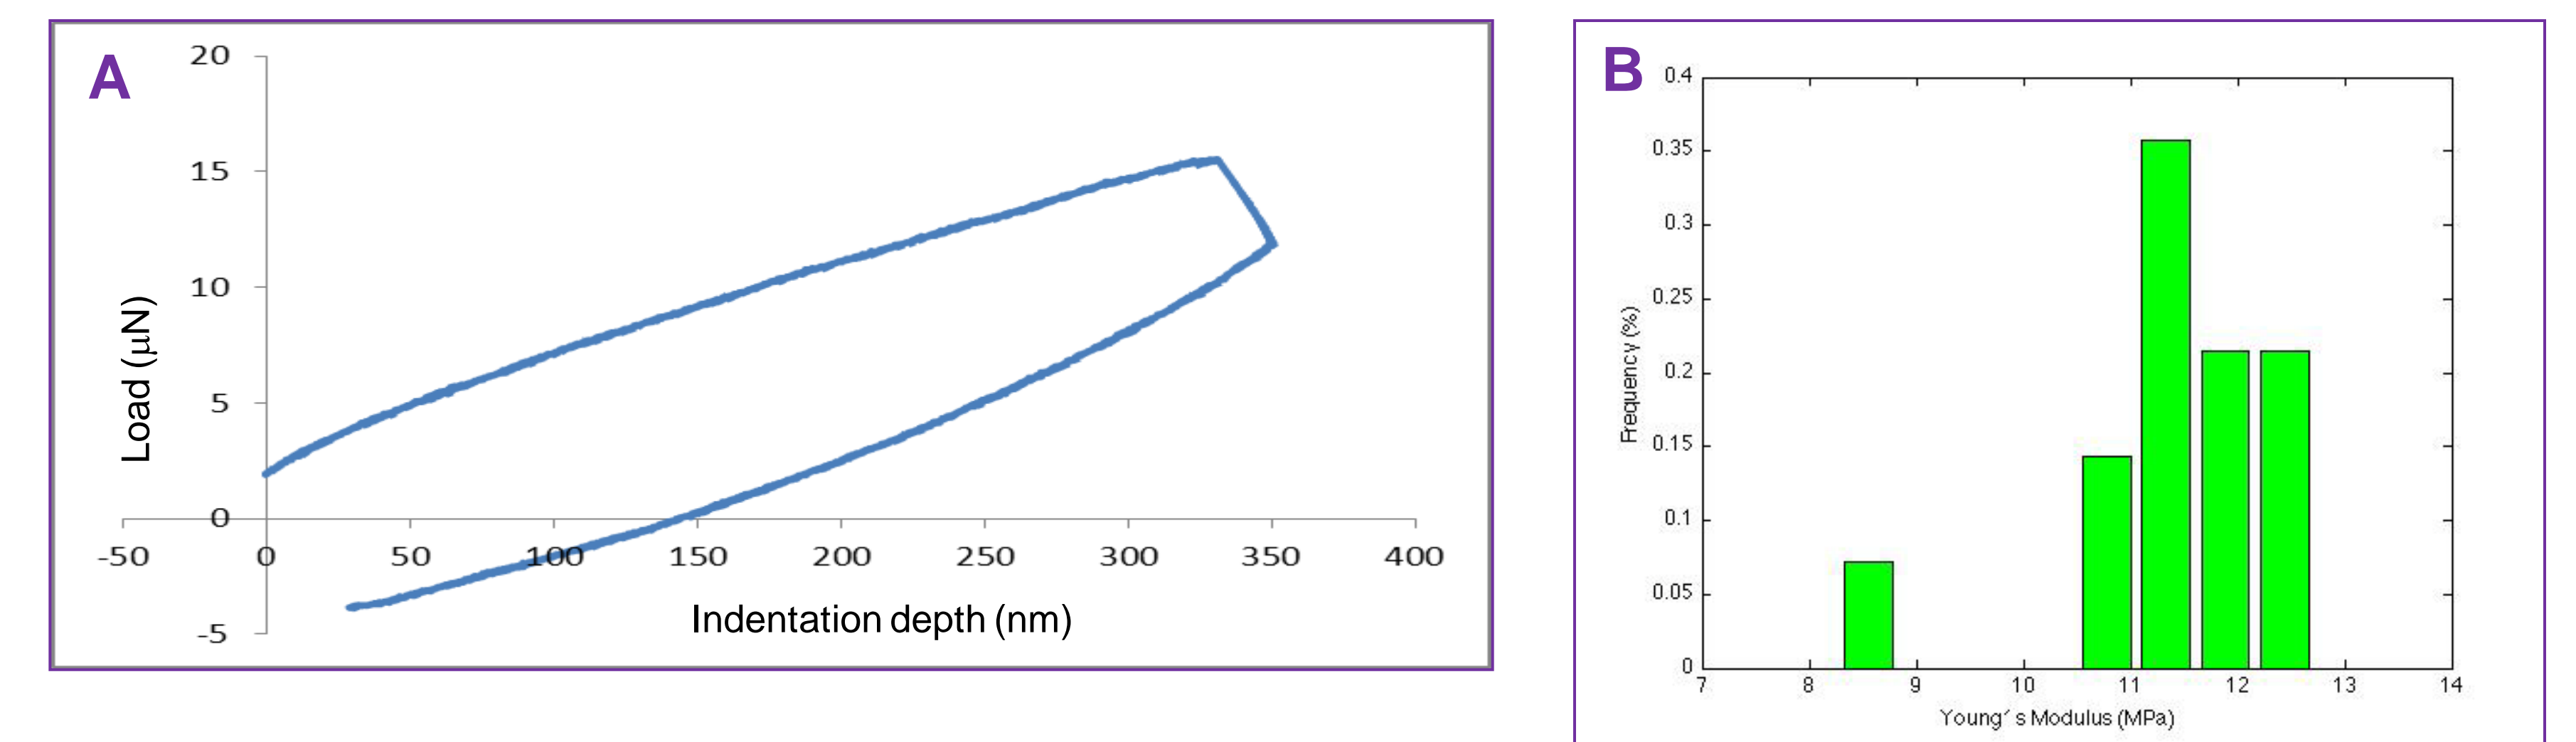 A
20
15
10
5
0
-5
Load (µN)
-50 0 50 100 150 200 250 300 350 400
Indentation depth (nm)
B
0.4
0.35
0.3
0.25
0.2
0.15
0.1
0.05
0
Frequency (%)
7 8 9 10 11 12 13 14
Young´s Modulus (MPa)